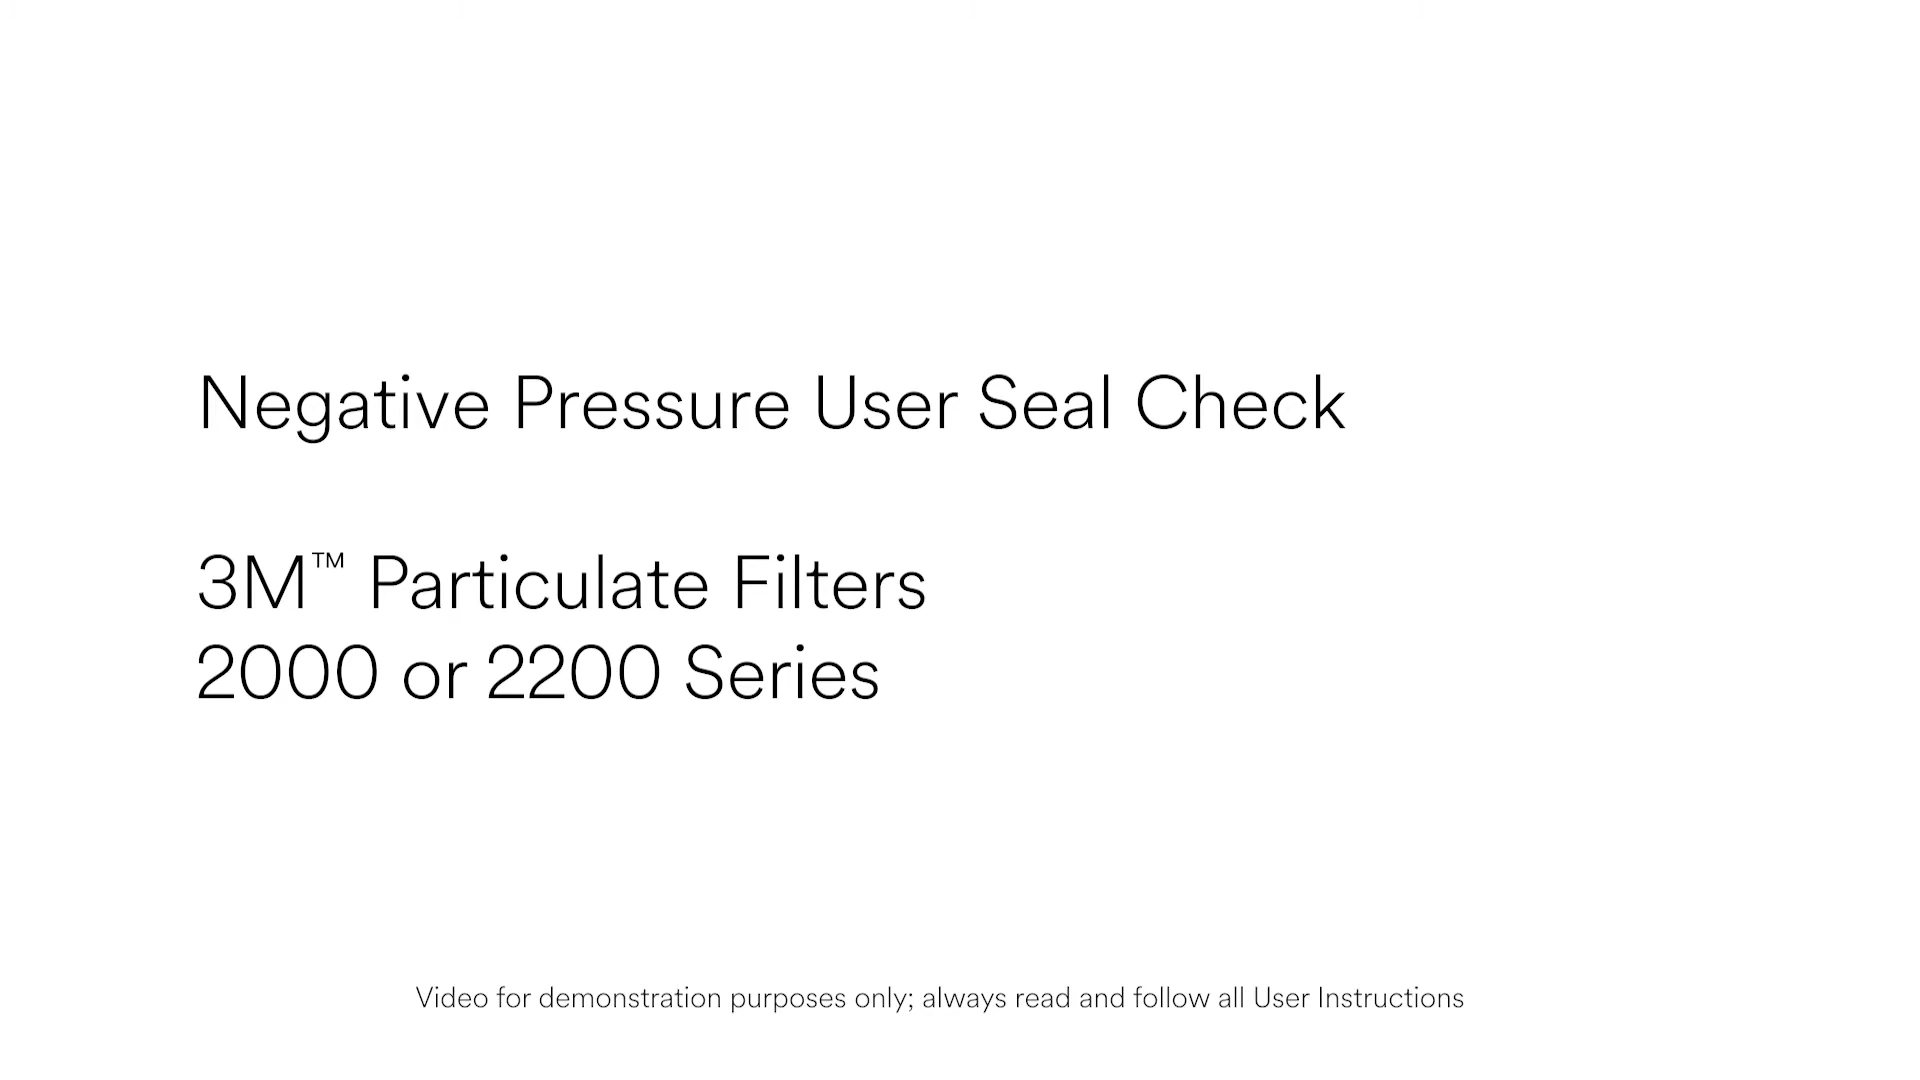 Negative Pressure User Seal Check
3M™ Particulate Filters
2000 or 2200 Series
Video for demonstration purposes only; always read and follow all User Instructions